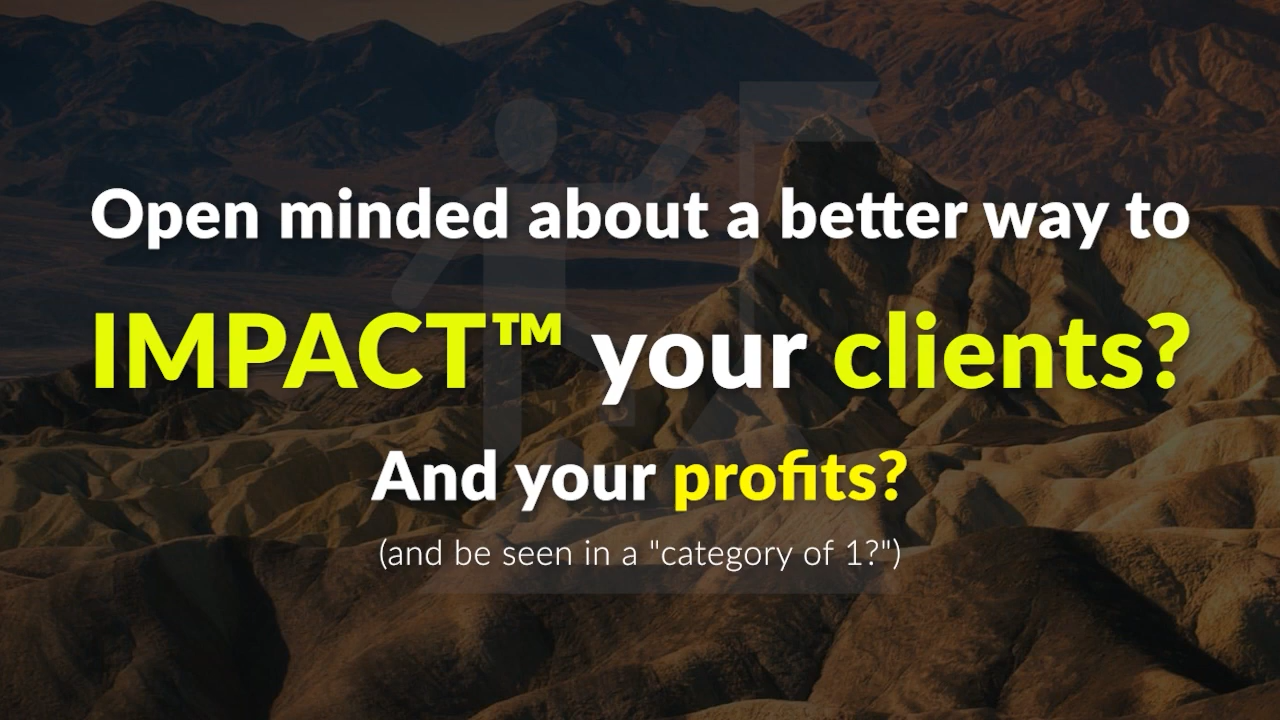 Open minded about a better way to
IMPACT™ your clients?
And your profits?
(and be seen in a "category of 1?")